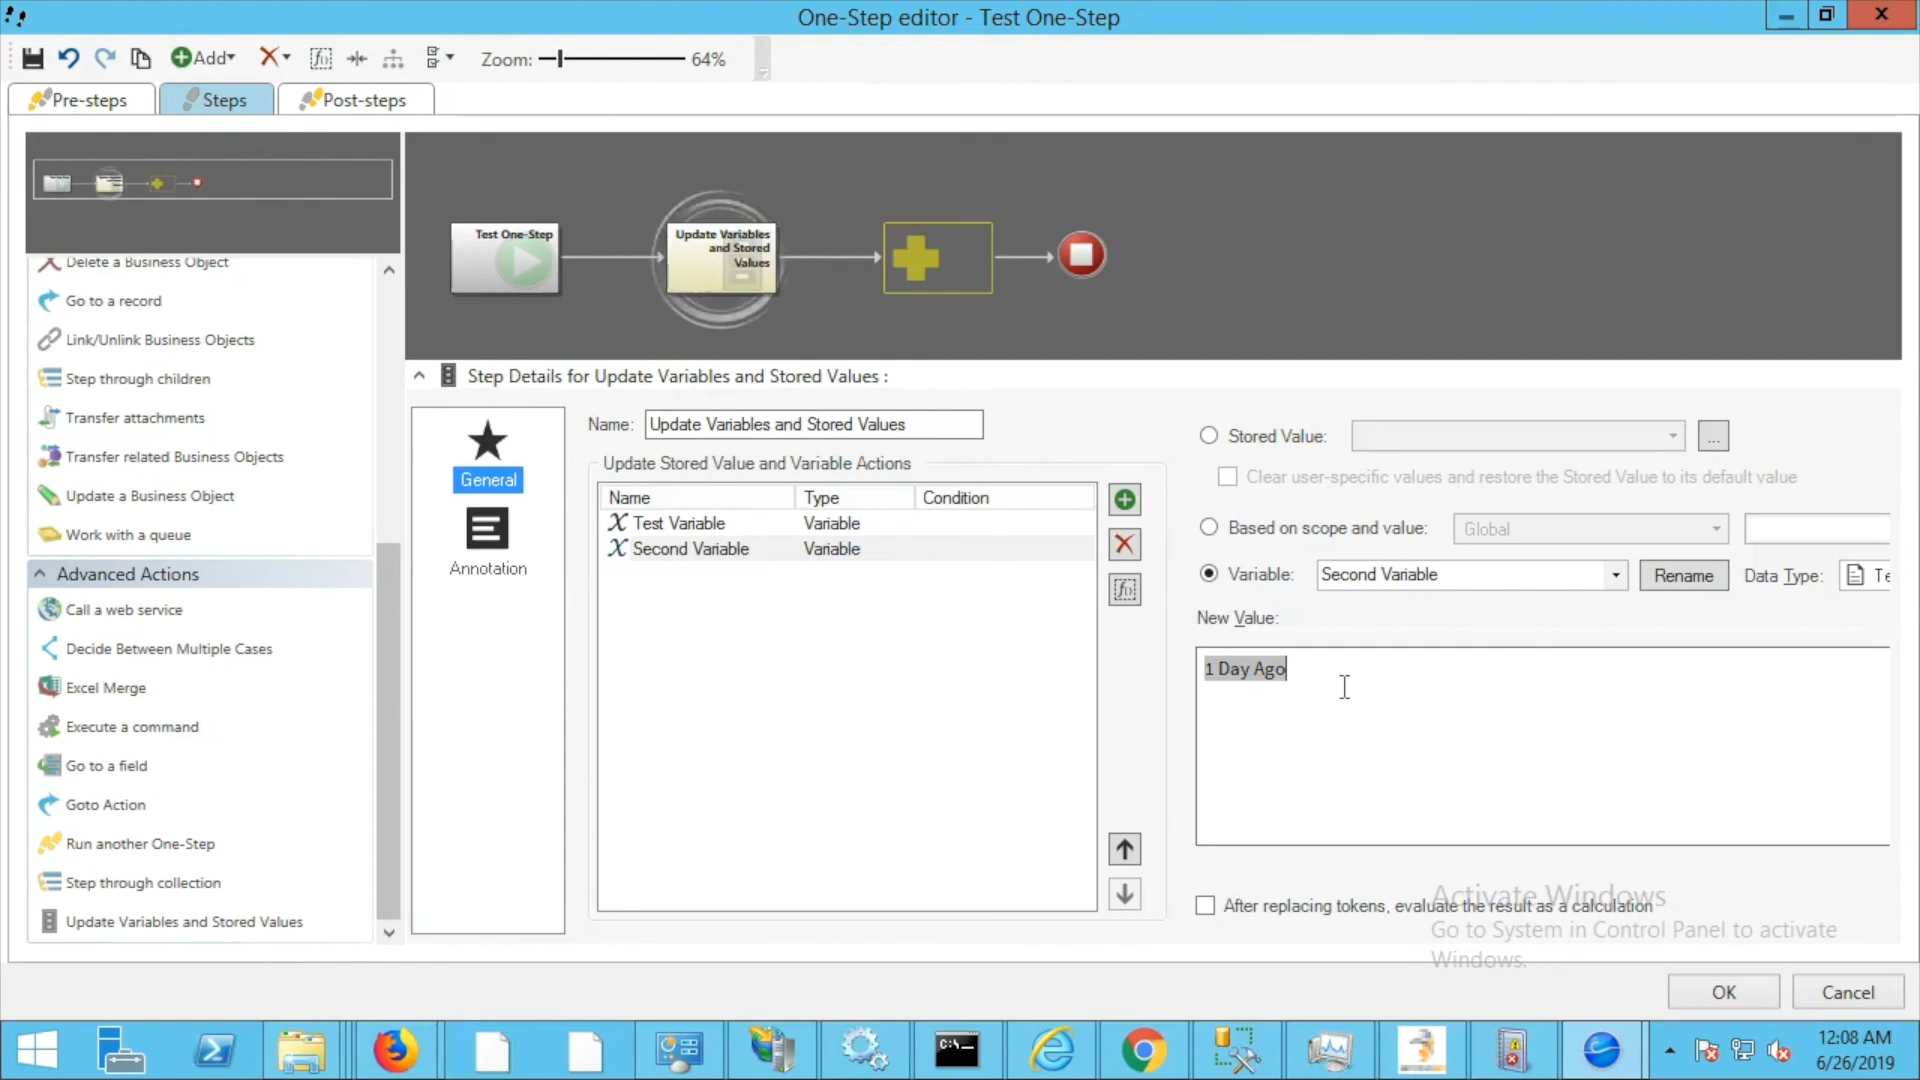 One-Step editor - Test One-Step
Add
Zoom:
64%
Pre-steps
Steps
Post-steps
Test One-Step
Update Variables
and Stored
Values
Delete a Business Object
Go to a record
Link/Unlink Business Objects
Step through children
Transfer attachments
Transfer related Business Objects
Update a Business Object
Work with a queue
Advanced Actions
Call a web service
Decide Between Multiple Cases
Excel Merge
Execute a command
Go to a field
Goto Action
Run another One-Step
Step through collection
Update Variables and Stored Values
Step Details for Update Variables and Stored Values :
General
Annotation
Name: Update Variables and Stored Values
Update Stored Value and Variable Actions
Name Type Condition
Test Variable Variable
Second Variable Variable
Stored Value: ...
Clear user-specific values and restore the Stored Value to its default value
Based on scope and value: Global
Variable: Second Variable Rename Data Type: Te
New Value:
1 Day Ago
After replacing tokens, evaluate the result as a calculation
Activate Windows
Go to System in Control Panel to activate
Windows.
OK Cancel
12:08 AM
6/26/2019